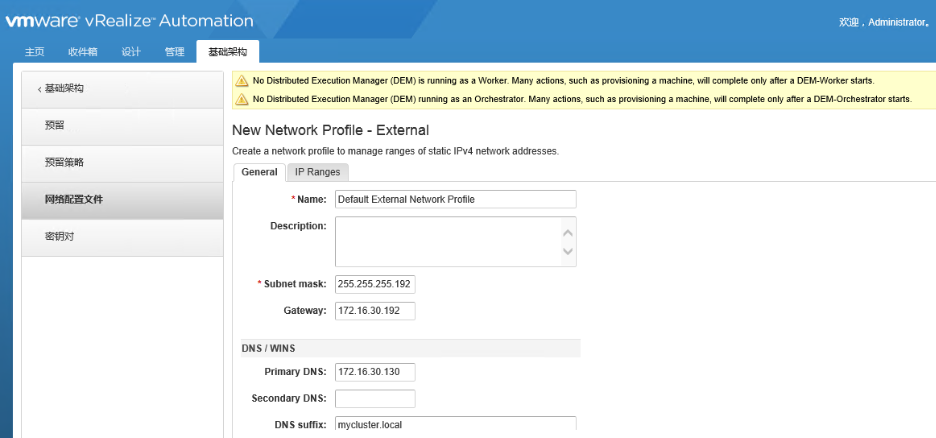 vmware vRealize™ Automation
欢迎，Administrator。
主页 收件箱 设计 管理 基础架构
‹ 基础架构
预留
预留策略
网络配置文件
密钥对
No Distributed Execution Manager (DEM) is running as a Worker. Many actions, such as provisioning a machine, will complete only after a DEM-Worker starts.
No Distributed Execution Manager (DEM) running as an Orchestrator. Many actions, such as provisioning a machine, will complete only after a DEM-Orchestrator starts.
New Network Profile - External
Create a network profile to manage ranges of static IPv4 network addresses.
General IP Ranges
* Name: Default External Network Profile
Description:
* Subnet mask: 255.255.255.192
Gateway: 172.16.30.192
DNS / WINS
Primary DNS: 172.16.30.130
Secondary DNS:
DNS suffix: mycluster.local